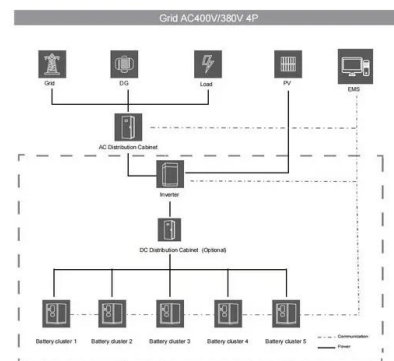 Grid AC400V/380V 4P
Grid
DG
Load
PV
EMS
AC Distribution Cabinet
Inverter
DC Distribution Cabinet (Optional)
Battery cluster 1
Battery cluster 2
Battery cluster 3
Battery cluster 4
Battery cluster 5
Communication
Power